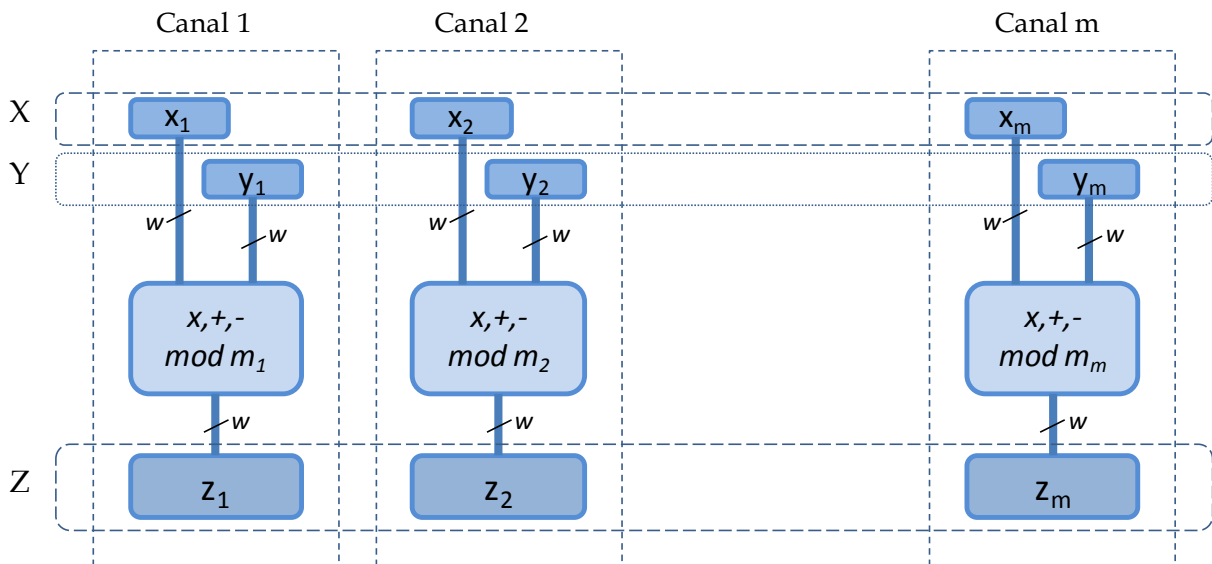 Canal 1 Canal 2 Canal m
X x₁ x₂ xₘ
Y y₁ y₂ yₘ
w w w
w w w
x,+,- x,+,- x,+,-
mod m₁ mod m₂ mod mₘ
w w w
Z z₁ z₂ zₘ